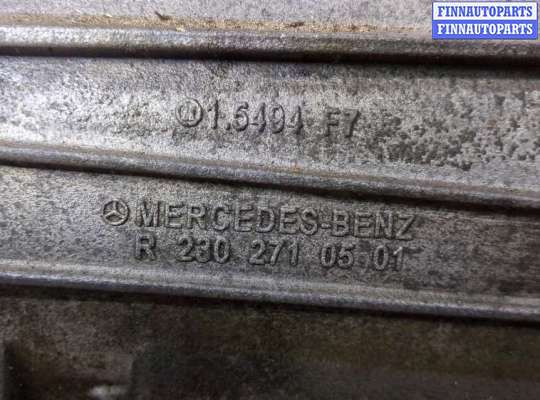 FINNAUTOPARTS
FINNAUTOPARTS
1.5494 F7
MERCEDES-BENZ
R 230 271 05 01